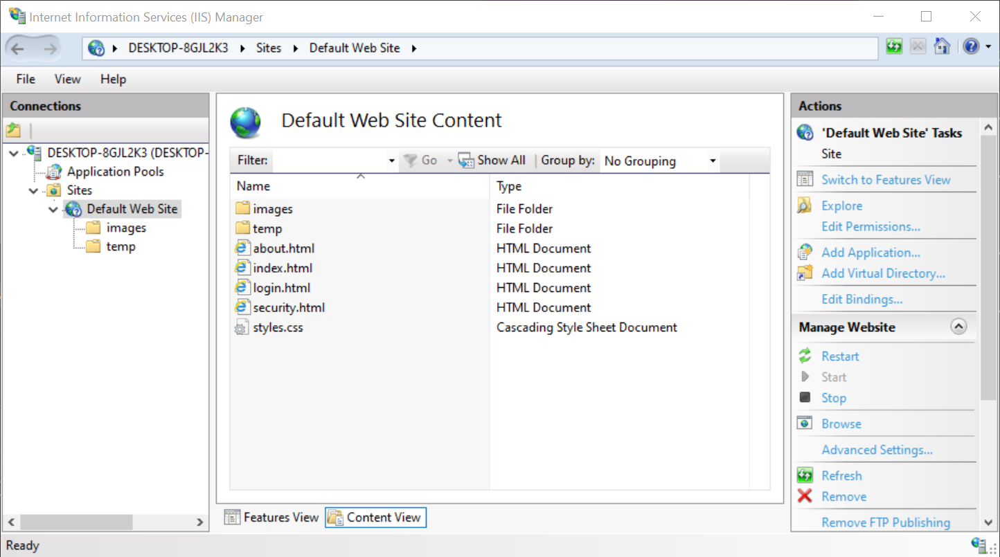 Internet Information Services (IIS) Manager
DESKTOP-8GJL2K3 Sites Default Web Site
File View Help
Connections
DESKTOP-8GJL2K3 (DESKTOP-
Application Pools
Sites
Default Web Site
images
temp
Default Web Site Content
Filter: Go Show All Group by: No Grouping
Name Type
images File Folder
temp File Folder
about.html HTML Document
index.html HTML Document
login.html HTML Document
security.html HTML Document
styles.css Cascading Style Sheet Document
Features View Content View
Actions
'Default Web Site' Tasks
Site
Switch to Features View
Explore
Edit Permissions...
Add Application...
Add Virtual Directory...
Edit Bindings...
Manage Website
Restart
Start
Stop
Browse
Advanced Settings...
Refresh
Remove
Remove FTP Publishing
Ready